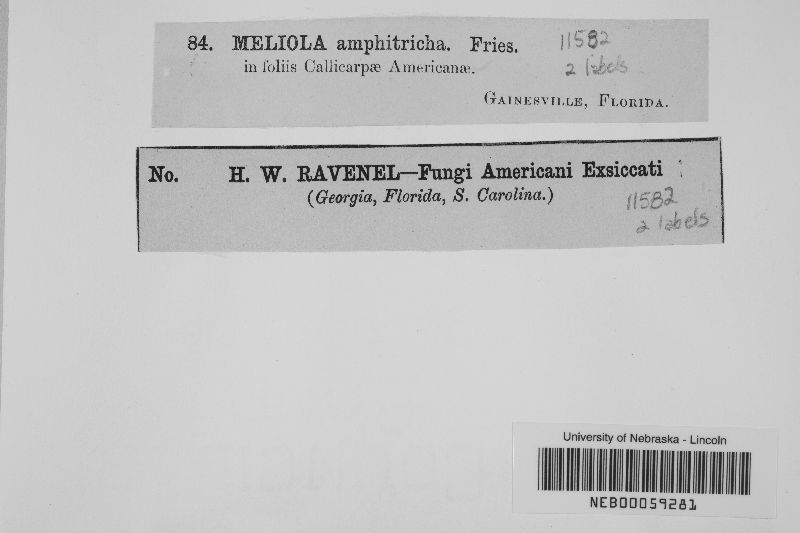 84. MELIOLA amphitricha. Fries. 11582
in foliis Callicarpæ Americanæ. 2 labels
GAINESVILLE, FLORIDA.
No. H. W. RAVENEL—Fungi Americani Exsiccati
(Georgia, Florida, S. Carolina.) 11582
2 labels
University of Nebraska - Lincoln
NEB00059281